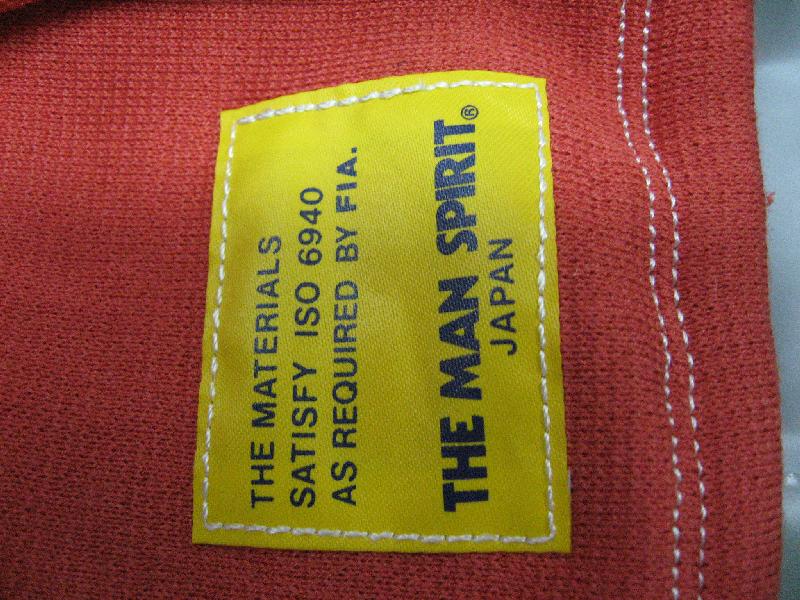 THE MATERIALS
SATISFY ISO 6940
AS REQUIRED BY FIA.
THE MAN SPIRIT®
JAPAN